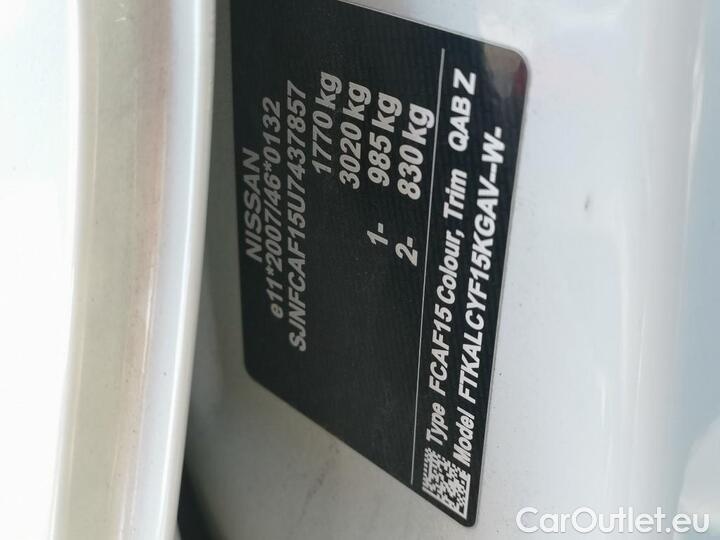 NISSAN
e11*2007/46*0132
SJNFCAF15U7437857
1770 kg
3020 kg
1- 985 kg
2- 830 kg
Type FCAF15 Colour, Trim QAB Z
Model FTKALCYF15KGAV--W-
CarOutlet.eu